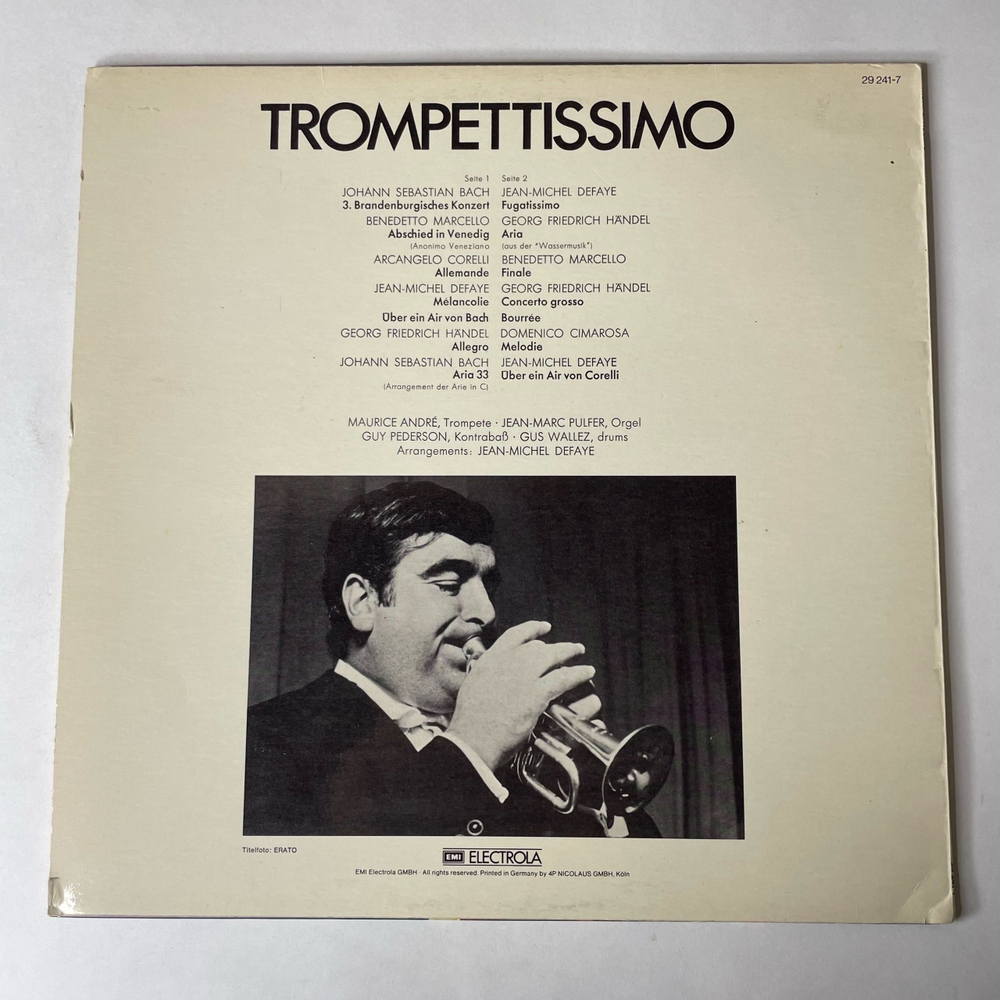 29 241-7
TROMPETTISSIMO
Seite 1
JOHANN SEBASTIAN BACH
3. Brandenburgisches Konzert
BENEDETTO MARCELLO
Abschied in Venedig
(Anonimo Veneziano
ARCANGELO CORELLI
Allemande
JEAN-MICHEL DEFAYE
Mélancolie
Über ein Air von Bach
GEORG FRIEDRICH HÄNDEL
Allegro
JOHANN SEBASTIAN BACH
Aria 33
(Arrangement der Arie in C)
Seite 2
JEAN-MICHEL DEFAYE
Fugatissimo
GEORG FRIEDRICH HÄNDEL
Aria
(aus der "Wassermusik")
BENEDETTO MARCELLO
Finale
GEORG FRIEDRICH HÄNDEL
Concerto grosso
Bourrée
DOMENICO CIMAROSA
Melodie
JEAN-MICHEL DEFAYE
Über ein Air von Corelli
MAURICE ANDRÉ, Trompete · JEAN-MARC PULFER, Orgel
GUY PEDERSON, Kontrabaß · GUS WALLEZ, drums
Arrangements: JEAN-MICHEL DEFAYE
Titelfoto: ERATO
EMI ELECTROLA
EMI Electrola GMBH · All rights reserved. Printed in Germany by 4P NICOLAUS GMBH, Köln